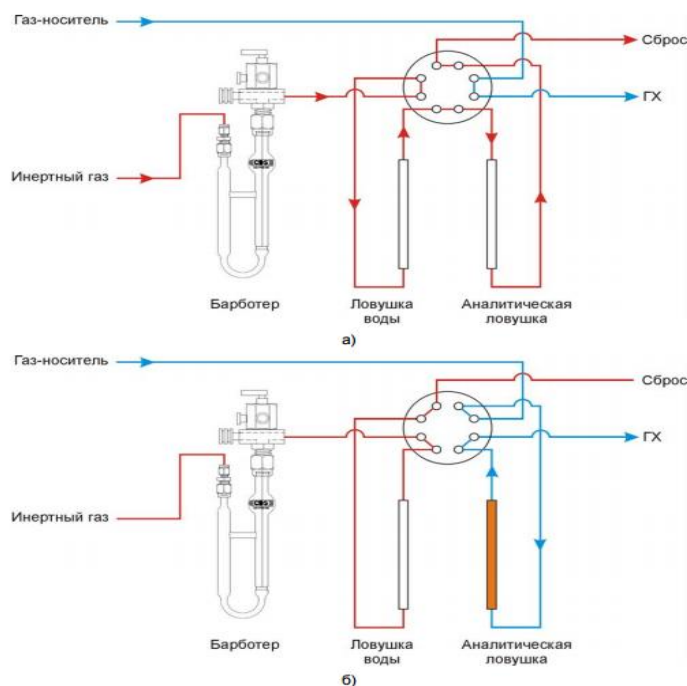 Газ-носитель
Сброс
ГХ
Инертный газ
Барботер
Ловушка
воды
Аналитическая
ловушка
а)
Газ-носитель
Сброс
ГХ
Инертный газ
Барботер
Ловушка
воды
Аналитическая
ловушка
б)